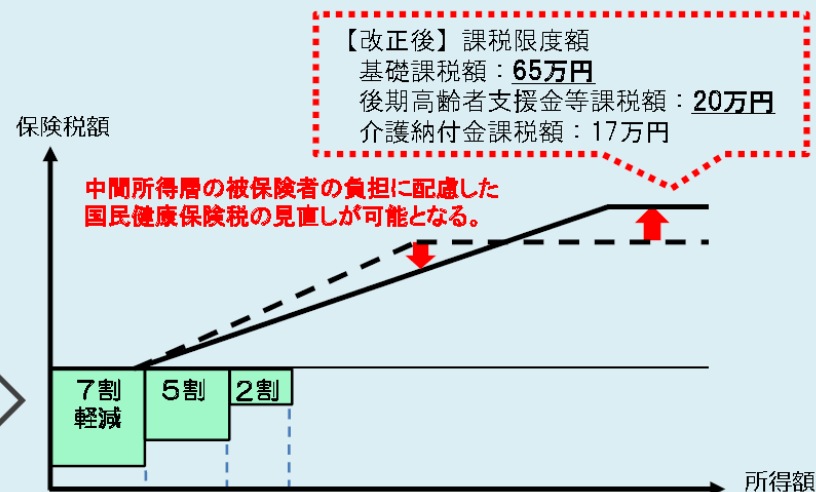 【改正後】課税限度額
基礎課税額：65万円
後期高齢者支援金等課税額：20万円
介護納付金課税額：17万円
保険税額
中間所得層の被保険者の負担に配慮した
国民健康保険税の見直しが可能となる。
7割
軽減
5割
2割
所得額